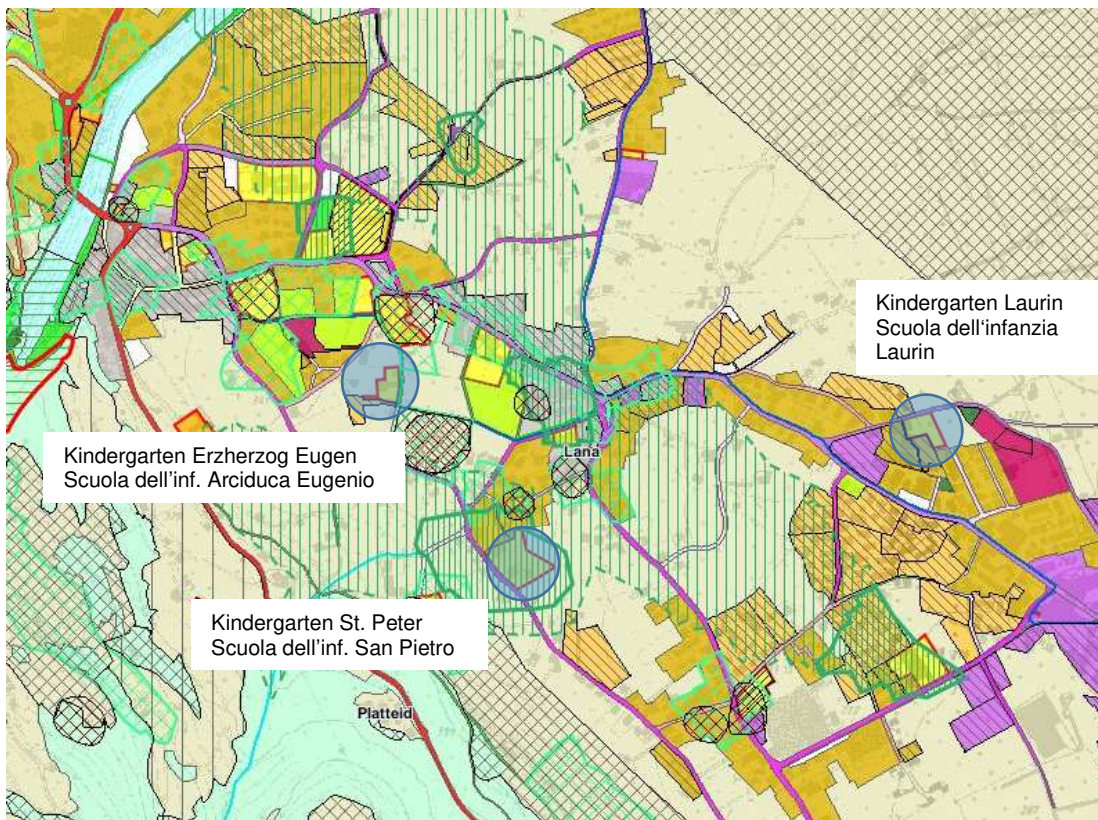 Kindergarten Laurin
Scuola dell'infanzia
Laurin
Kindergarten Erzherzog Eugen
Scuola dell'inf. Arciduca Eugenio
Lana
Kindergarten St. Peter
Scuola dell'inf. San Pietro
Platteid